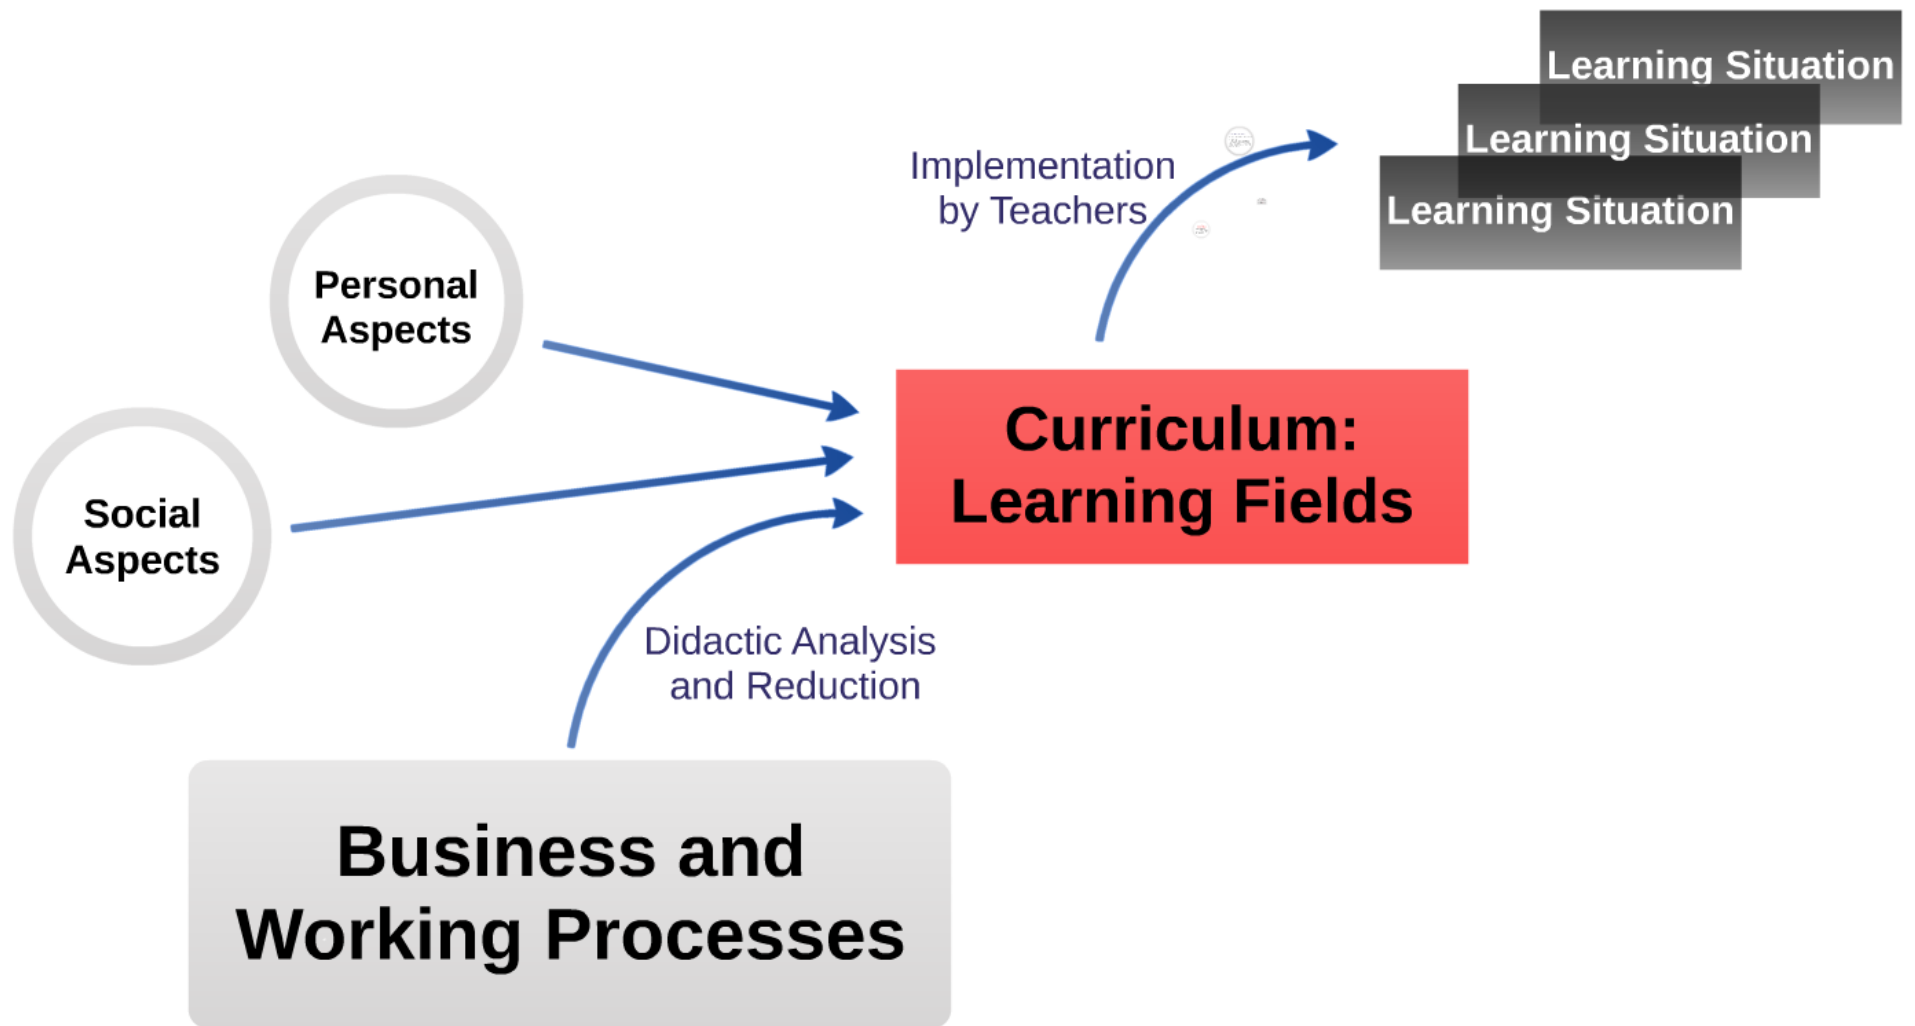 Learning Situation
Learning Situation
Learning Situation
Implementation
by Teachers
Personal
Aspects
Curriculum:
Learning Fields
Social
Aspects
Didactic Analysis
and Reduction
Business and
Working Processes